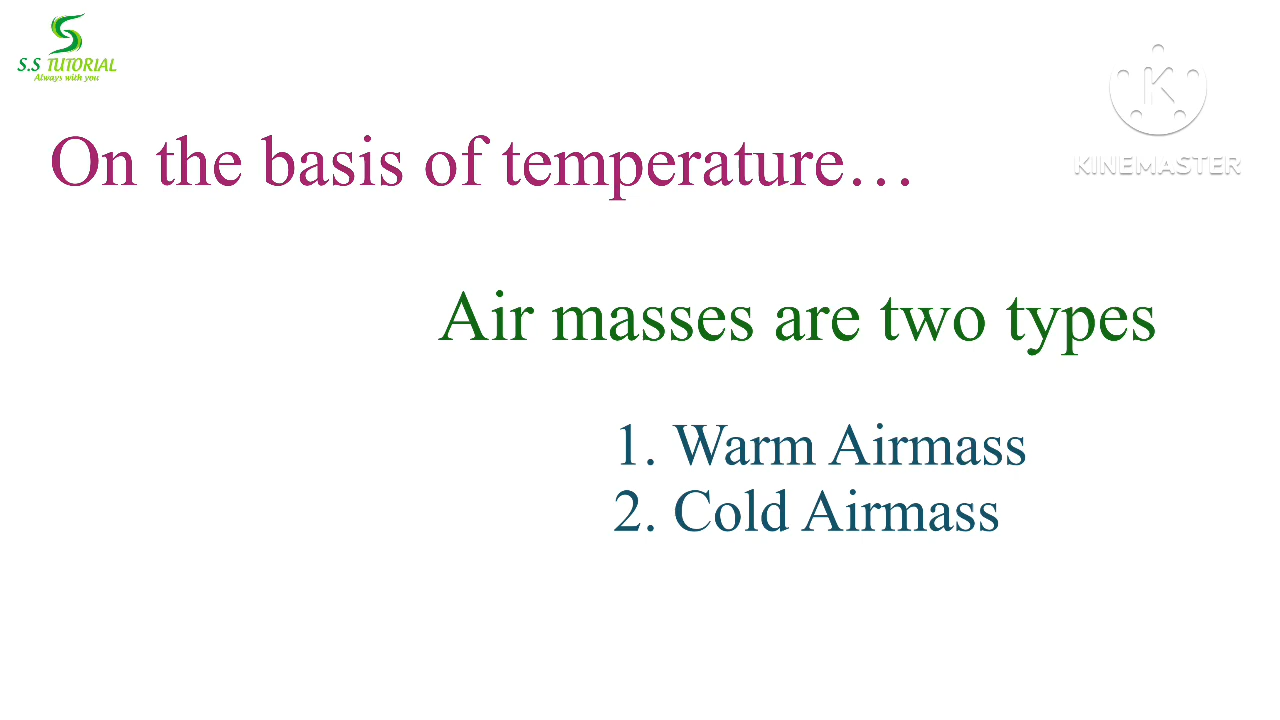 S.S TUTORIAL
Always with you
KINEMASTER
On the basis of temperature…
Air masses are two types
1. Warm Airmass
2. Cold Airmass